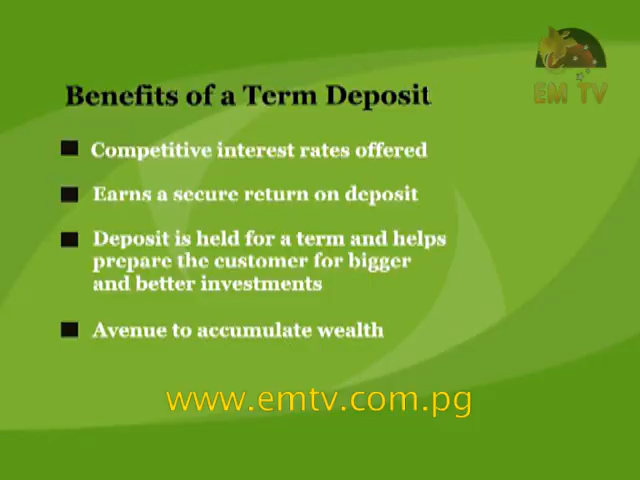 EM TV
Benefits of a Term Deposit
Competitive interest rates offered
Earns a secure return on deposit
Deposit is held for a term and helps
prepare the customer for bigger
and better investments
Avenue to accumulate wealth
www.emtv.com.pg